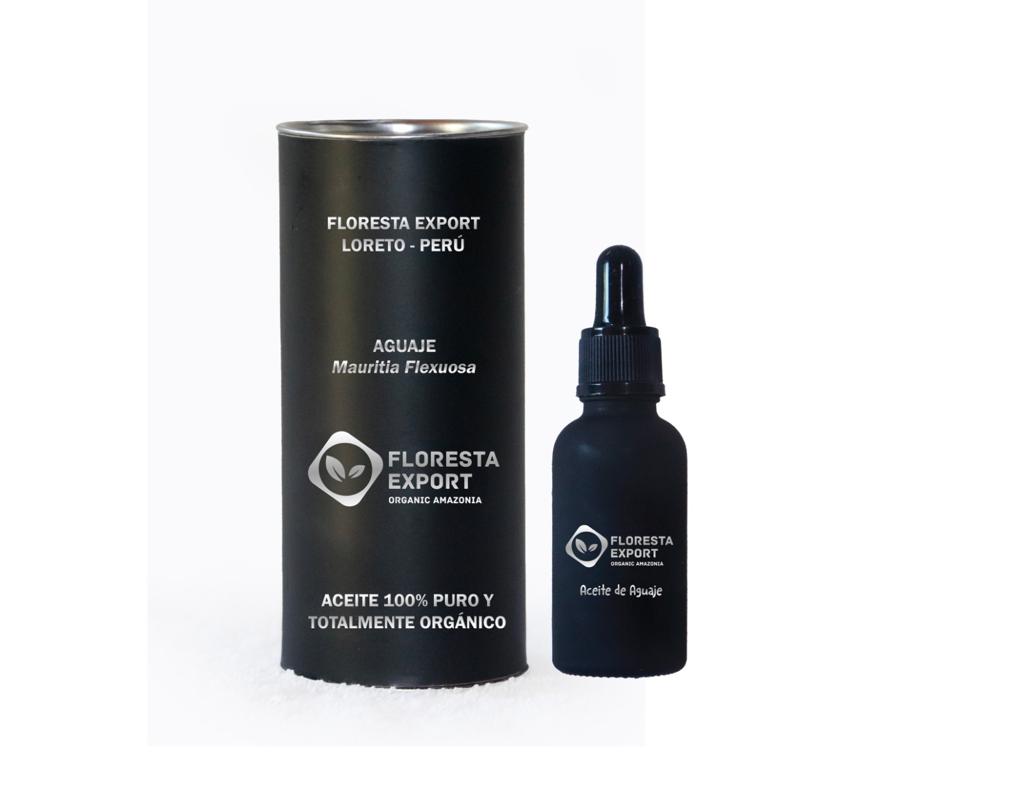 FLORESTA EXPORT
LORETO - PERÚ
AGUAJE
Mauritia Flexuosa
FLORESTA
EXPORT
ORGANIC AMAZONIA
ACEITE 100% PURO Y
TOTALMENTE ORGÁNICO
FLORESTA
EXPORT
ORGANIC AMAZONIA
Aceite de Aguaje